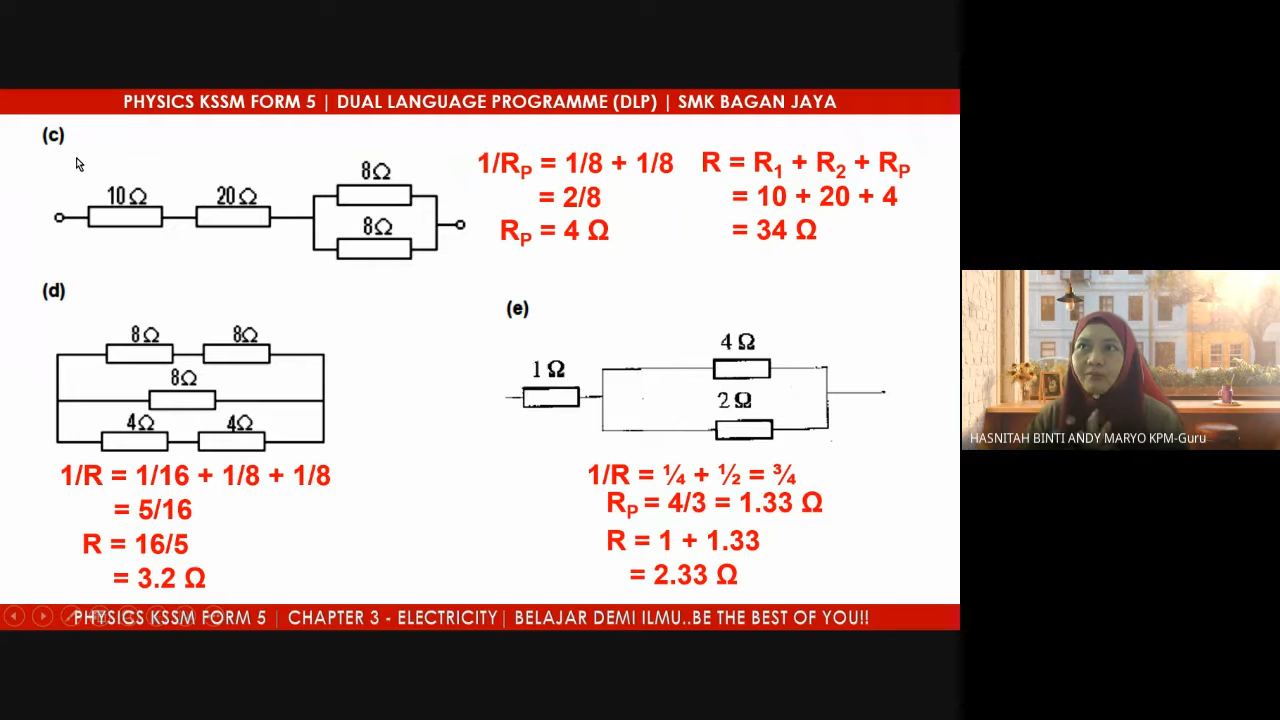 PHYSICS KSSM FORM 5 | DUAL LANGUAGE PROGRAMME (DLP) | SMK BAGAN JAYA
(c)
10Ω
20Ω
8Ω
8Ω
1/RP = 1/8 + 1/8
= 2/8
RP = 4 Ω
R = R1 + R2 + RP
= 10 + 20 + 4
= 34 Ω
(d)
8Ω
8Ω
8Ω
4Ω
4Ω
1/R = 1/16 + 1/8 + 1/8
= 5/16
R = 16/5
= 3.2 Ω
(e)
1 Ω
4 Ω
2 Ω
1/R = ¼ + ½ = ¾
RP = 4/3 = 1.33 Ω
R = 1 + 1.33
= 2.33 Ω
HASNITAH BINTI ANDY MARYO KPM-Guru
PHYSICS KSSM FORM 5 | CHAPTER 3 - ELECTRICITY| BELAJAR DEMI ILMU..BE THE BEST OF YOU!!